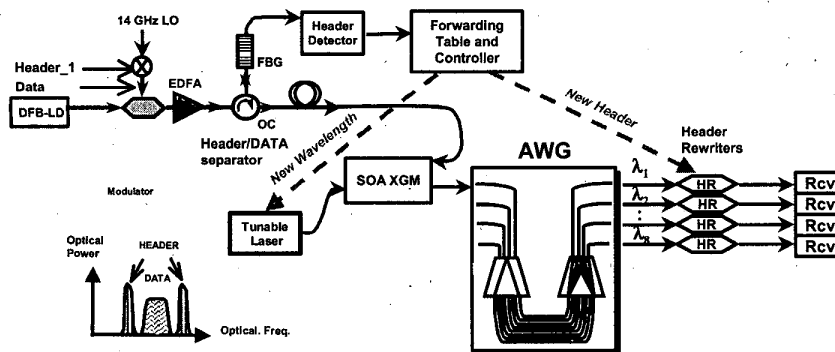 14 GHz LO
Header_1
Data
DFB-LD
X
EDFA
FBG
OC
Header/DATA
separator
Header
Detector
Forwarding
Table and
Controller
New Wavelength
New Header
SOA XGM
Tunable
Laser
AWG
Header
Rewriters
λ1
λ2
:
λ8
HR
HR
HR
HR
Rcv
Rcv
Rcv
Rcv
Modulator
Optical
Power
HEADER
DATA
Optical. Freq.